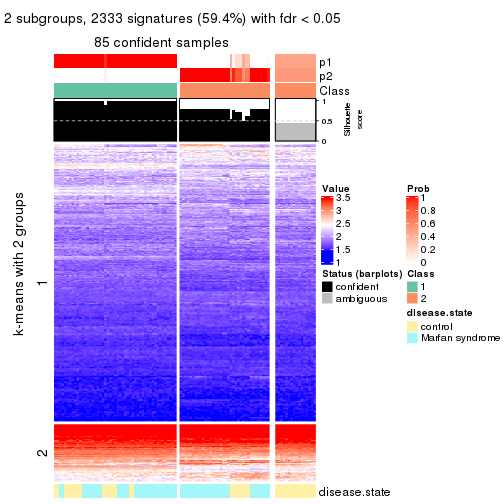 2 subgroups, 2333 signatures (59.4%) with fdr < 0.05
85 confident samples
p1
p2
Class
1
0.5
0
Silhouette
score
k-means with 2 groups
1
2
disease.state
Value
3.5
3
2.5
2
1.5
1
Prob
1
0.8
0.6
0.4
0.2
0
Status (barplots)
confident
ambiguous
Class
1
2
disease.state
control
Marfan syndrome